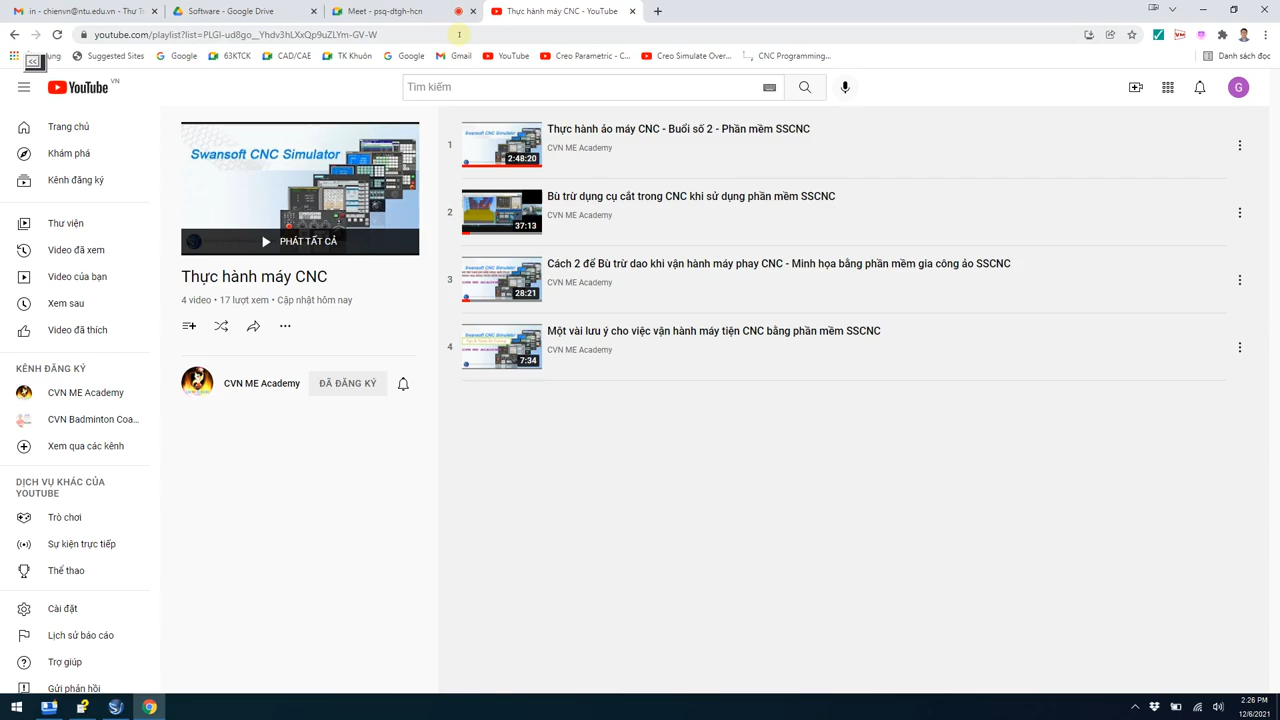 in - chienvn@ntu.edu.vn - Thư T
Software - Google Drive
Meet - psq-dtgh-hcn
Thực hành máy CNC - YouTube
youtube.com/playlist?list=PLGI-ud8go__Yhdv3hLXxQp9uZLYm-GV-W
Suggested Sites
Google
63KTCK
CAD/CAE
TK Khuôn
Google
Gmail
YouTube
Creo Parametric - C...
Creo Simulate Over...
CNC Programming...
Danh sách đọc
YouTube VN
Tìm kiếm
G
Trang chủ
Khám phá
Kênh đăng ký
Thư viện
Video đã xem
Video của bạn
Xem sau
Video đã thích
KÊNH ĐĂNG KÝ
CVN ME Academy
CVN Badminton Coa...
Xem qua các kênh
DỊCH VỤ KHÁC CỦA
YOUTUBE
Trò chơi
Sự kiện trực tiếp
Thể thao
Cài đặt
Lịch sử báo cáo
Trợ giúp
Gửi phản hồi
Swansoft CNC Simulator
PHÁT TẤT CẢ
Thực hành máy CNC
4 video • 17 lượt xem • Cập nhật hôm nay
CVN ME Academy
ĐÃ ĐĂNG KÝ
1
2:48:20
Thực hành ảo máy CNC - Buổi số 2 - Phần mềm SSCNC
CVN ME Academy
2
37:13
Bù trừ dụng cụ cắt trong CNC khi sử dụng phần mềm SSCNC
CVN ME Academy
3
28:21
Cách 2 để Bù trừ dao khi vận hành máy phay CNC - Minh họa bằng phần mềm gia công ảo SSCNC
CVN ME Academy
4
7:34
Một vài lưu ý cho việc vận hành máy tiện CNC bằng phần mềm SSCNC
CVN ME Academy
2:26 PM
12/6/2021